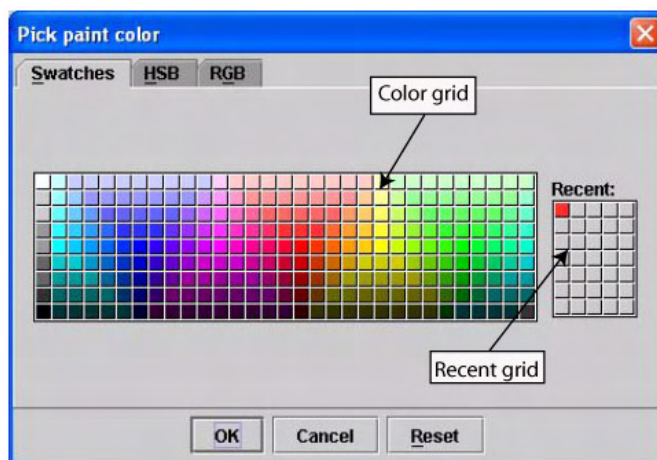 Pick paint color
Swatches HSB RGB
Color grid
Recent:
Recent grid
OK Cancel Reset